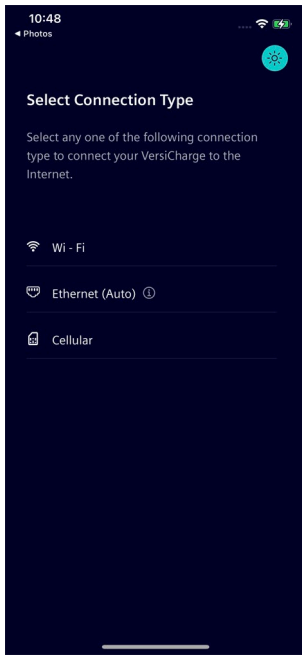 10:48
◀ Photos
Select Connection Type
Select any one of the following connection
type to connect your VersiCharge to the
Internet.
Wi - Fi
Ethernet (Auto)
Cellular